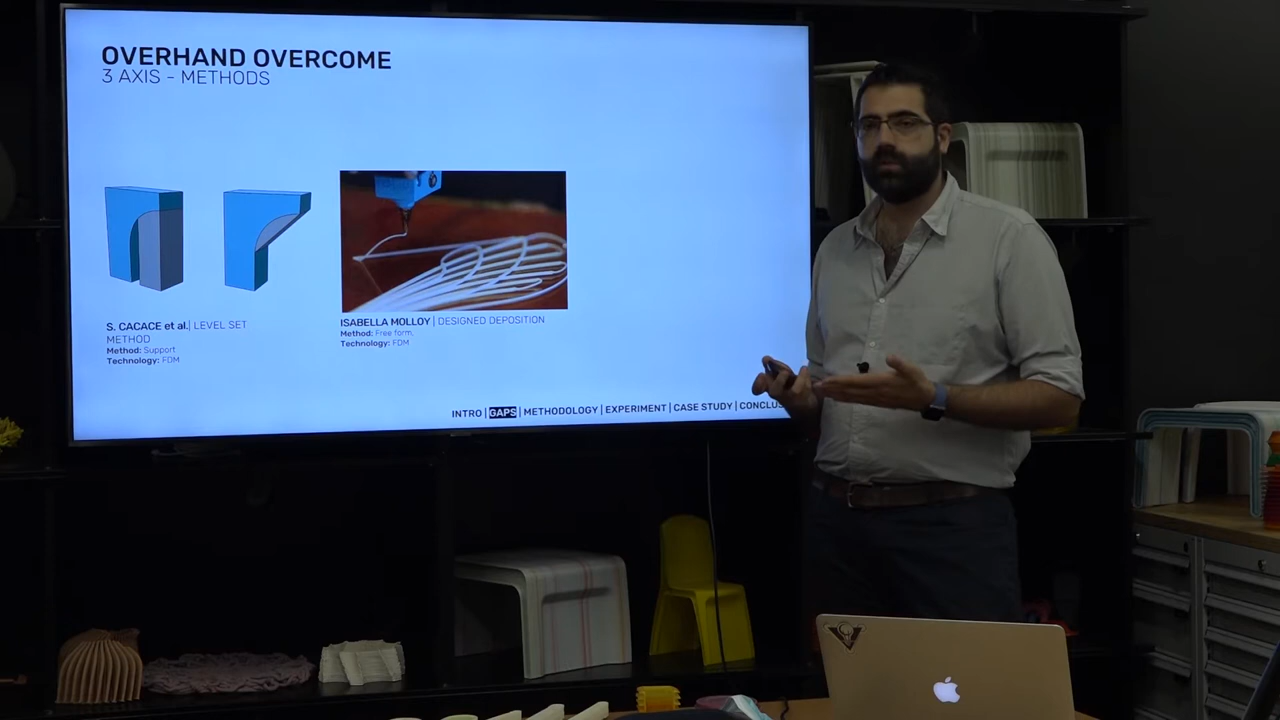 OVERHAND OVERCOME
3 AXIS - METHODS
S. CACACE et al.| LEVEL SET
METHOD
Method: Support
Technology: FDM
ISABELLA MOLLOY | DESIGNED DEPOSITION
Method: Free form,
Technology: FDM
INTRO | GAPS | METHODOLOGY | EXPERIMENT | CASE STUDY | CONCLUS